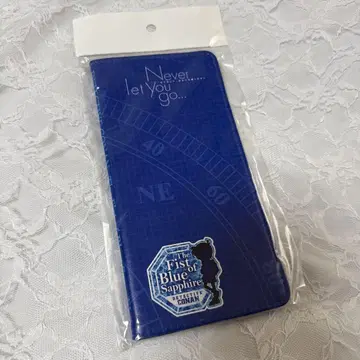 Never
let you
go...
40
NE
60
The
Fist
of
Blue
Sapphire
DETECTIVE
CONAN